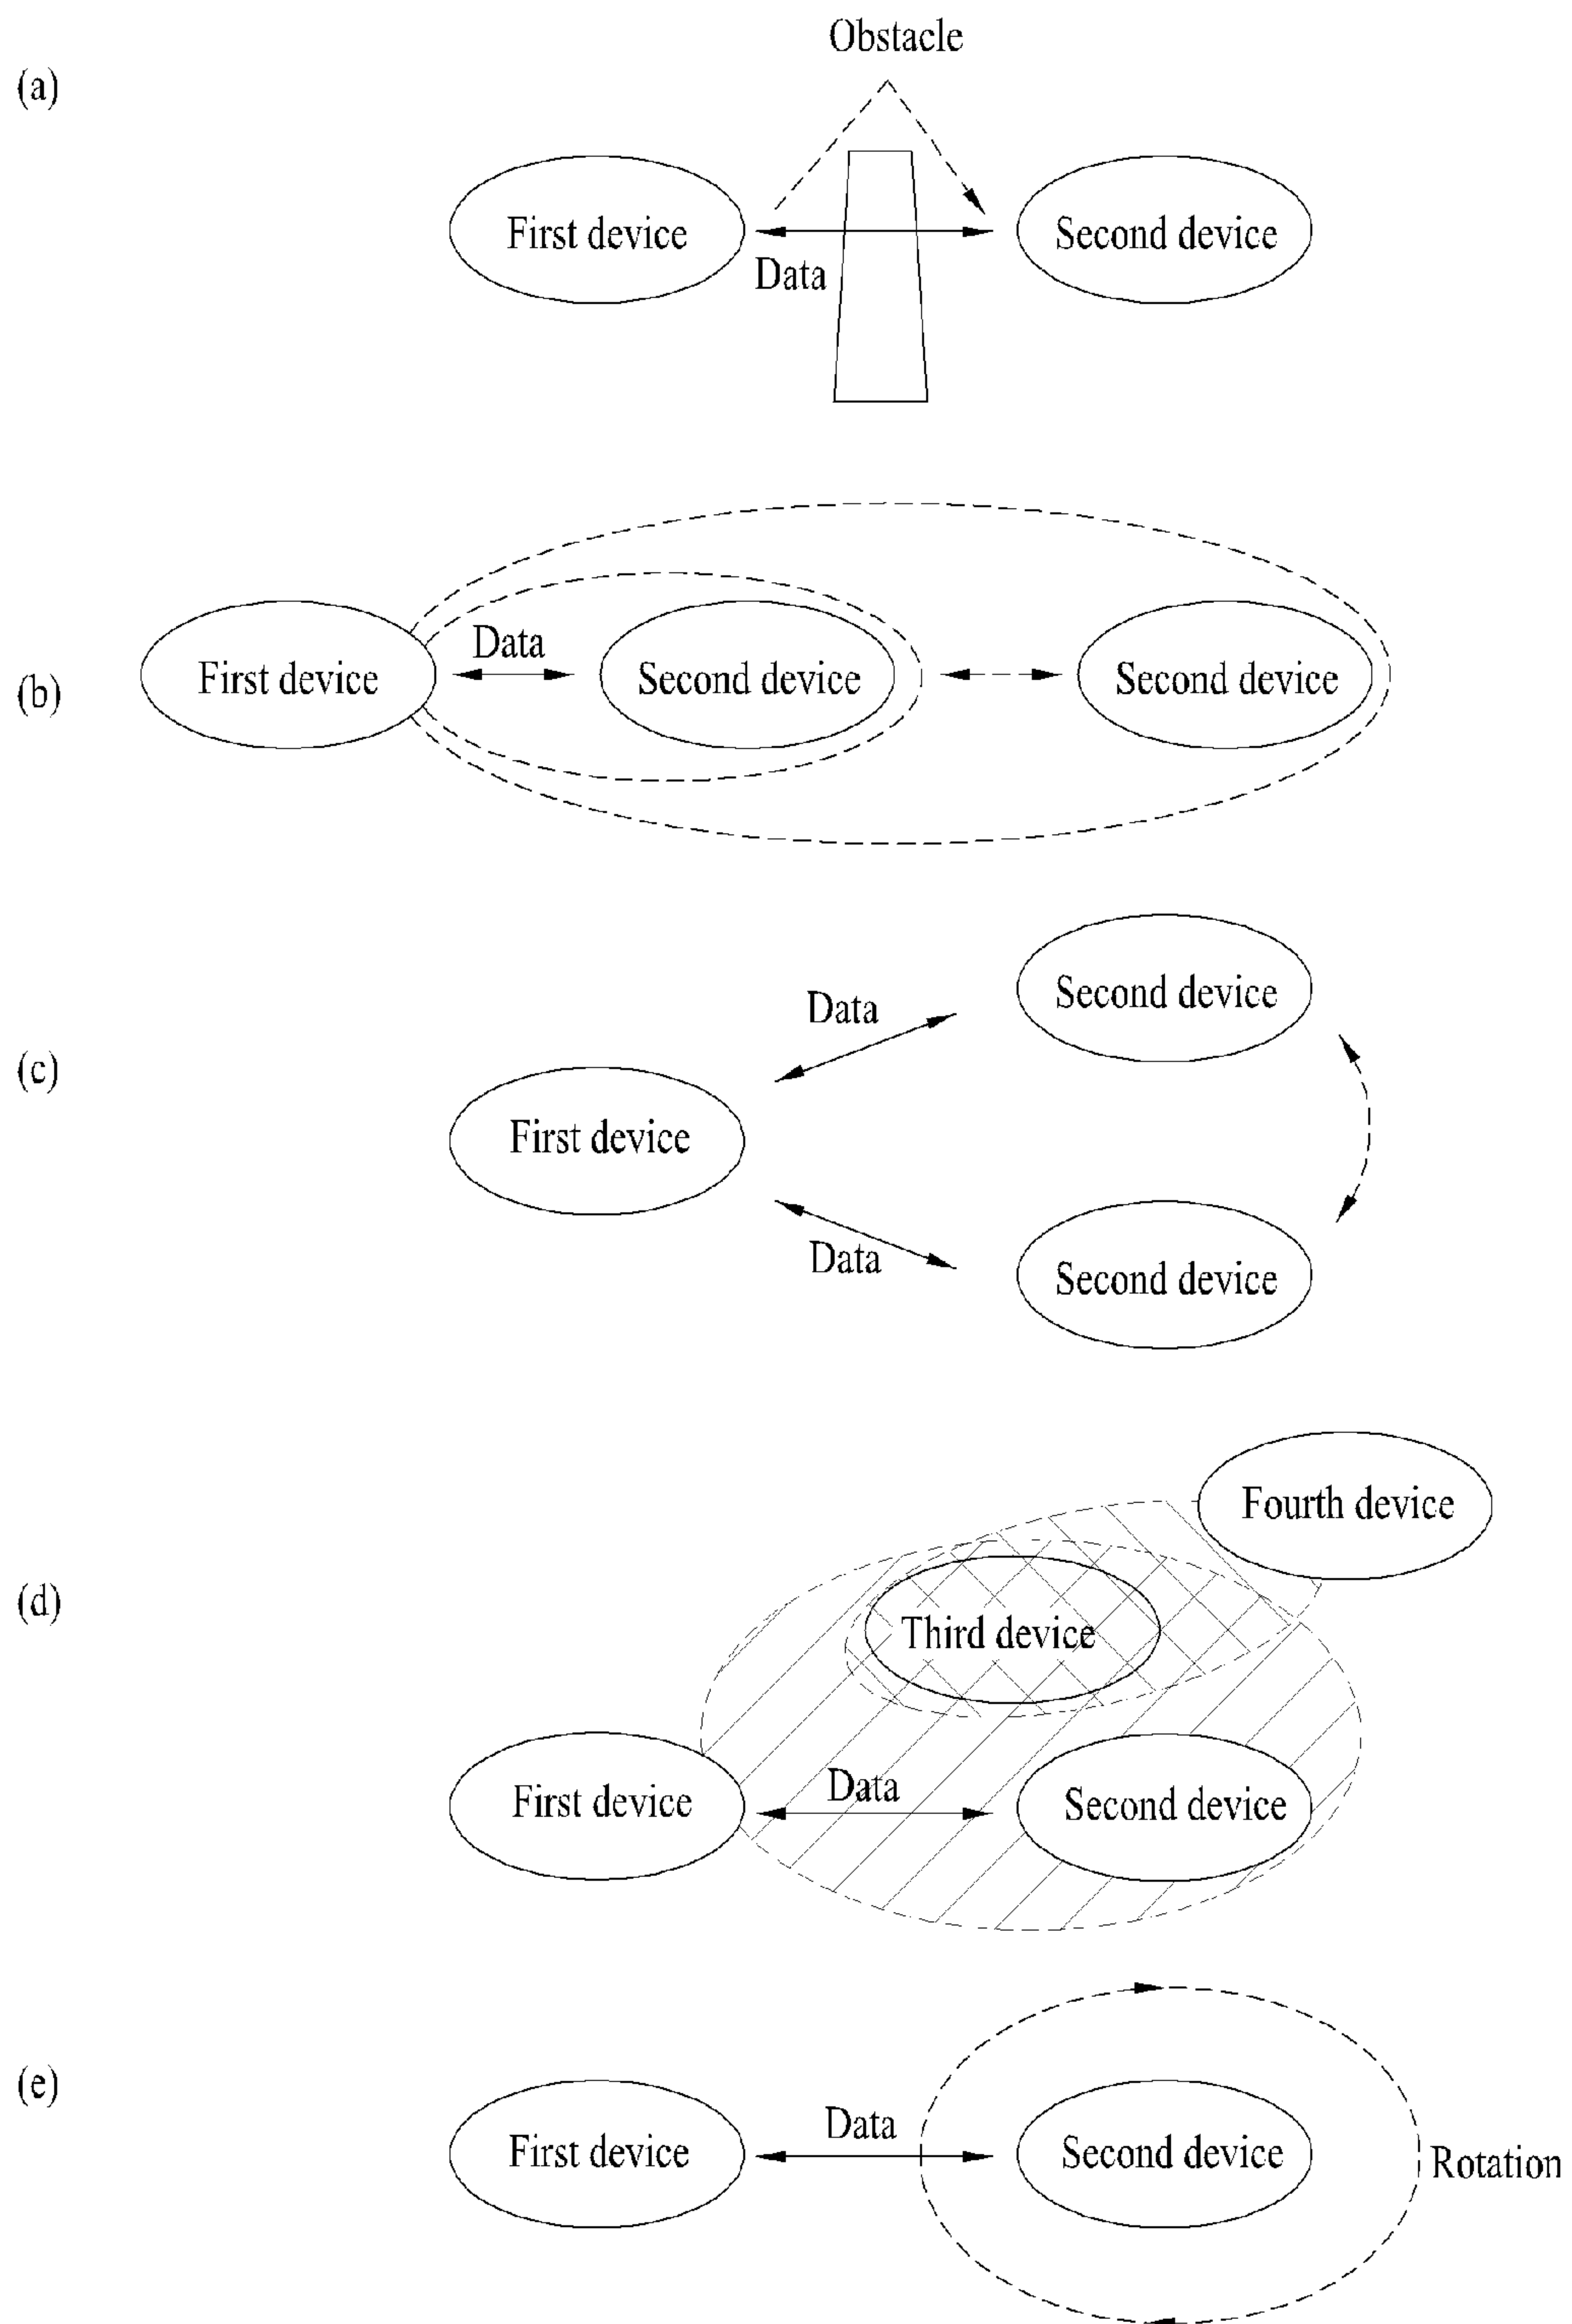 Obstacle
(a)
First device
Second device
Data
Data
(b)
First device
Second device
Second device
Second device
Data
(c)
First device
Data
Second device
Fourth device
(d)
Third device
Data
First device
Second device
(e)
Data
First device
Second device
Rotation